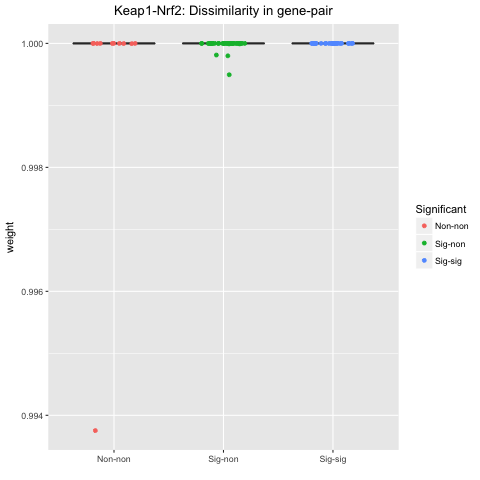 Keap1-Nrf2: Dissimilarity in gene-pair
1.000
0.998
0.996
0.994
weight
Non-non
Sig-non
Sig-sig
Significant
Non-non
Sig-non
Sig-sig